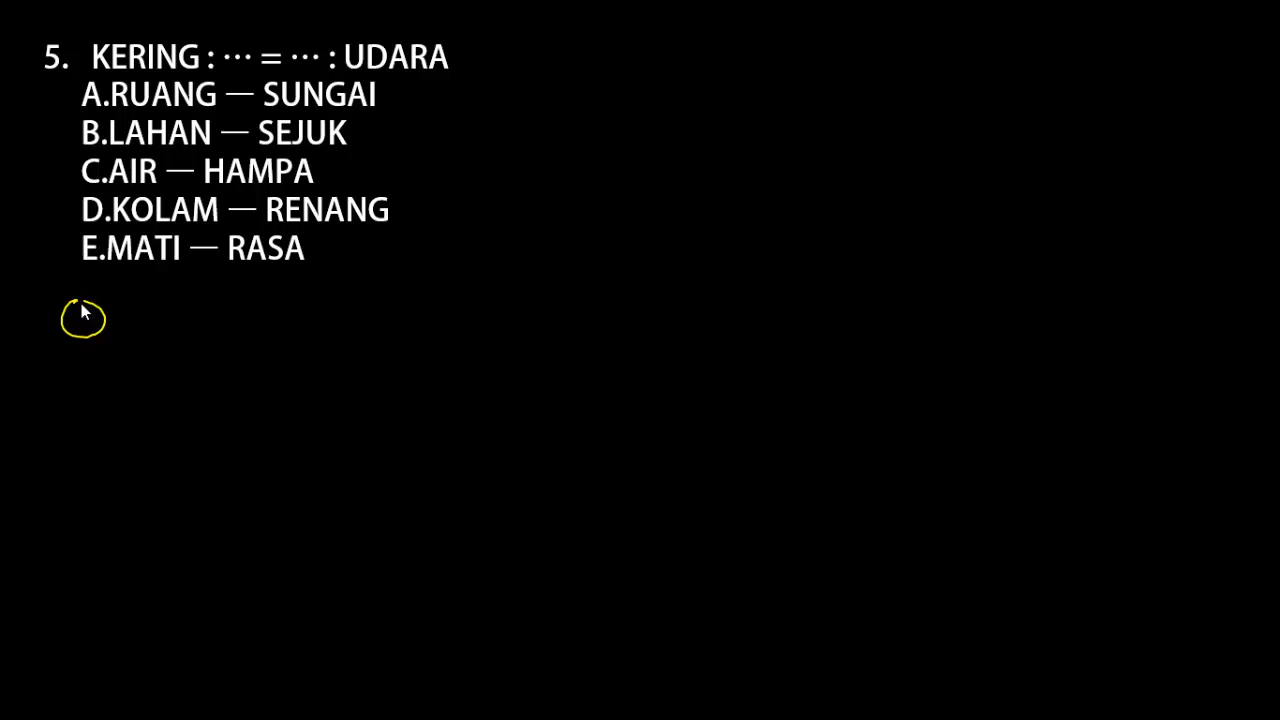 5. KERING : ... = ... : UDARA
A.RUANG — SUNGAI
B.LAHAN — SEJUK
C.AIR — HAMPA
D.KOLAM — RENANG
E.MATI — RASA